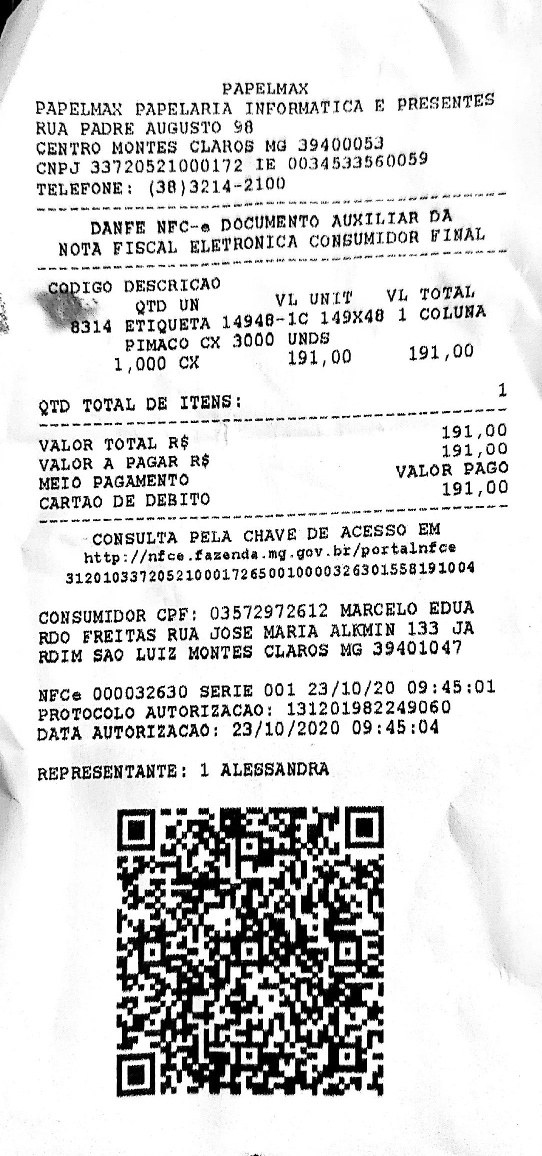 PAPELMAX
PAPELMAX PAPELARIA INFORMATICA E PRESENTES
RUA PADRE AUGUSTO 98
CENTRO MONTES CLAROS MG 39400053
CNPJ 33720521000172 IE 0034533560059
TELEFONE: (38)3214-2100
DANFE NFC-e DOCUMENTO AUXILIAR DA
NOTA FISCAL ELETRONICA CONSUMIDOR FINAL
CODIGO DESCRICAO
QTD UN VL UNIT VL TOTAL
8314 ETIQUETA 14948-1C 149X48 1 COLUNA
PIMACO CX 3000 UNDS
1,000 CX 191,00 191,00
QTD TOTAL DE ITENS: 1
VALOR TOTAL R$ 191,00
VALOR A PAGAR R$ 191,00
MEIO PAGAMENTO VALOR PAGO
CARTAO DE DEBITO 191,00
CONSULTA PELA CHAVE DE ACESSO EM
http://nfce.fazenda.mg.gov.br/portalnfce
31201033720521000172650010000326301558191004
CONSUMIDOR CPF: 03572972612 MARCELO EDUA
RDO FREITAS RUA JOSE MARIA ALKMIN 133 JA
RDIM SAO LUIZ MONTES CLAROS MG 39401047
NFCe 000032630 SERIE 001 23/10/20 09:45:01
PROTOCOLO AUTORIZACAO: 131201982249060
DATA AUTORIZACAO: 23/10/2020 09:45:04
REPRESENTANTE: 1 ALESSANDRA